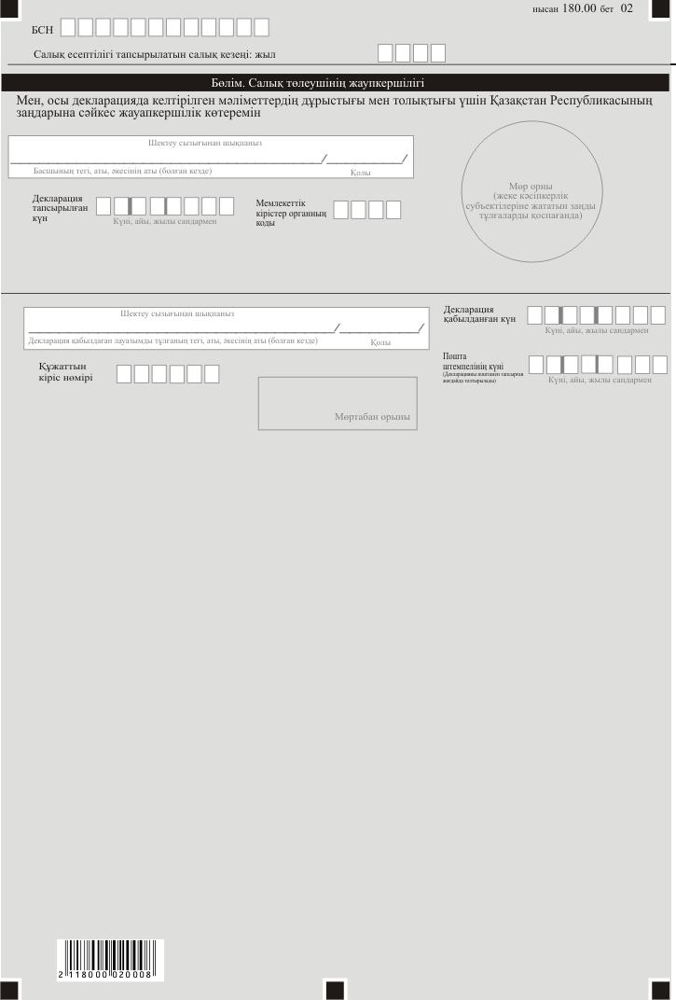 нысан 180.00 бет 02
БСН
Салық есептілігі тапсырылатын салық кезеңі: жыл
Бөлім. Салық төлеушінің жаупкершілігі
Мен, осы декларацияда келтірілген мәліметтердің дұрыстығы мен толықтығы үшін Қазақстан Республикасының
заңдарына сәйкес жауапкершілік көтеремін
Шектеу сызығынан шықпаңыз
Басшының тегі, аты, әкесінің аты (болған кезде)
Қолы
Мөр орны
(жеке кәсіпкерлік
субъектілеріне жататын заңды
тұлғаларды қоспағанда)
Декларация
тапсырылған
күн
Күні, айы, жылы сандармен
Мемлекеттік
кірістер органның
коды
Шектеу сызығынан шықпаңыз
Декларация қабылдаған лауазымды тұлғаның тегі, аты, әкесінің аты (болған кезде)
Қолы
Декларация
қабылданған күн
Күні, айы, жылы сандармен
Құжаттын
кіріс нөмірі
Пошта
штемпелінің күні
(Декларацияны поштамен тапсырған
жағдайда толтырылады)
Күні, айы, жылы сандармен
Мөртабан орыны
2 118000 020008